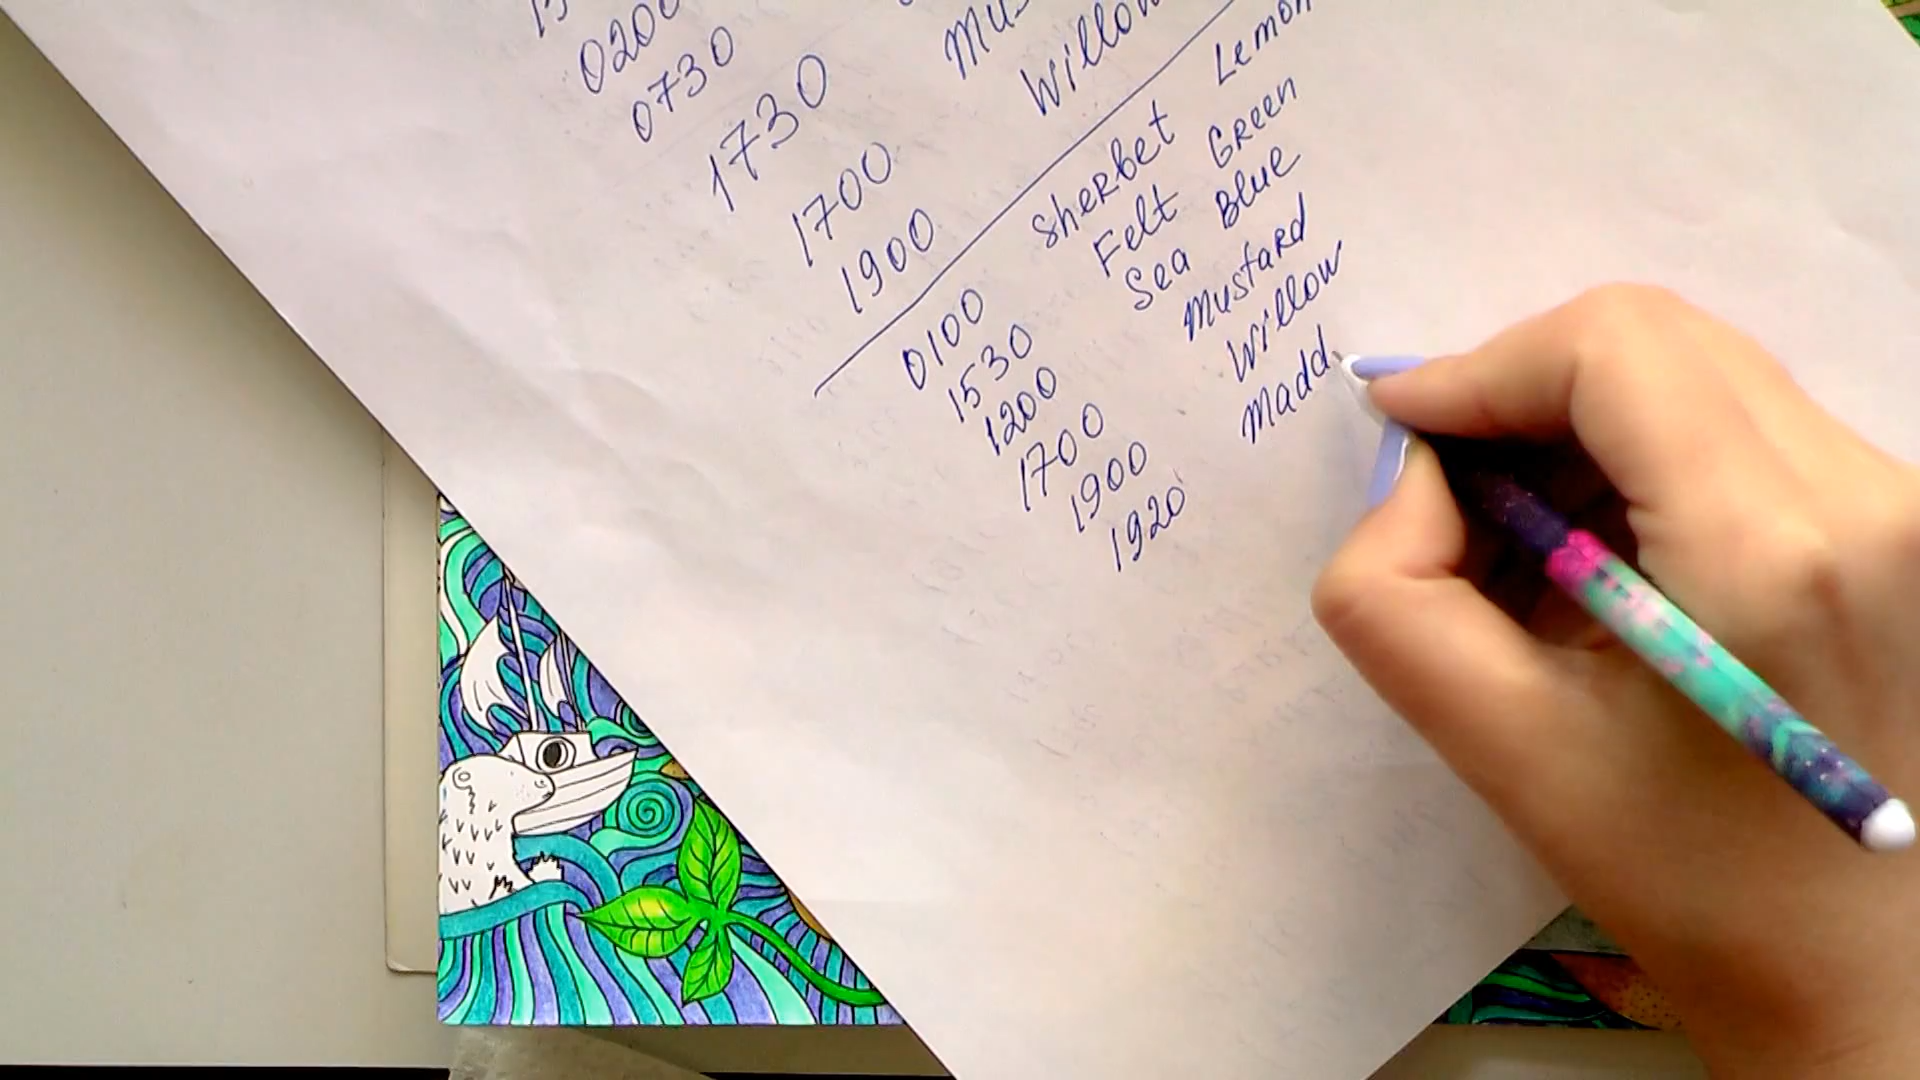 0200
0730
1730
1700
1900 Willow
0100 Sherbet Lemon
1530 Felt Green
1200 Sea Blue
1700 Mustard
1900 Willow
1920 Madd